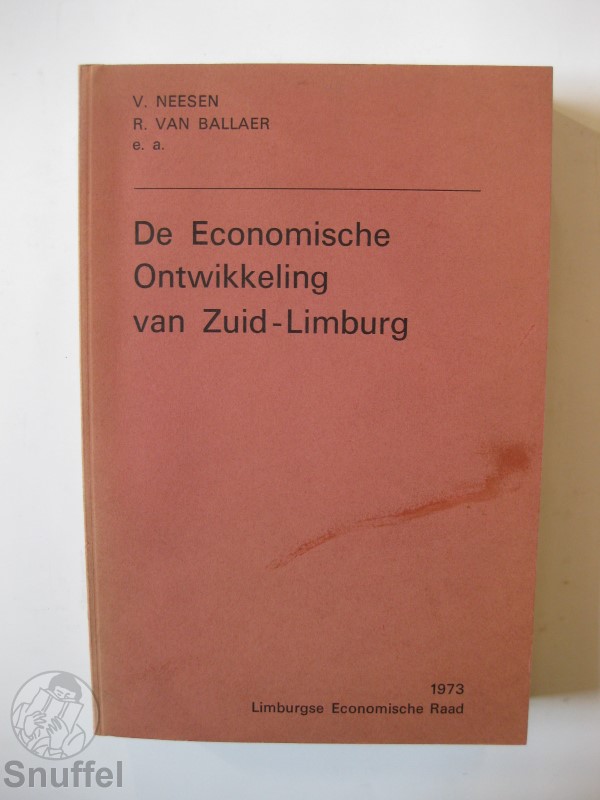 V. NEESEN
R. VAN BALLAER
e. a.
De Economische
Ontwikkeling
van Zuid-Limburg
1973
Limburgse Economische Raad
Snuffel